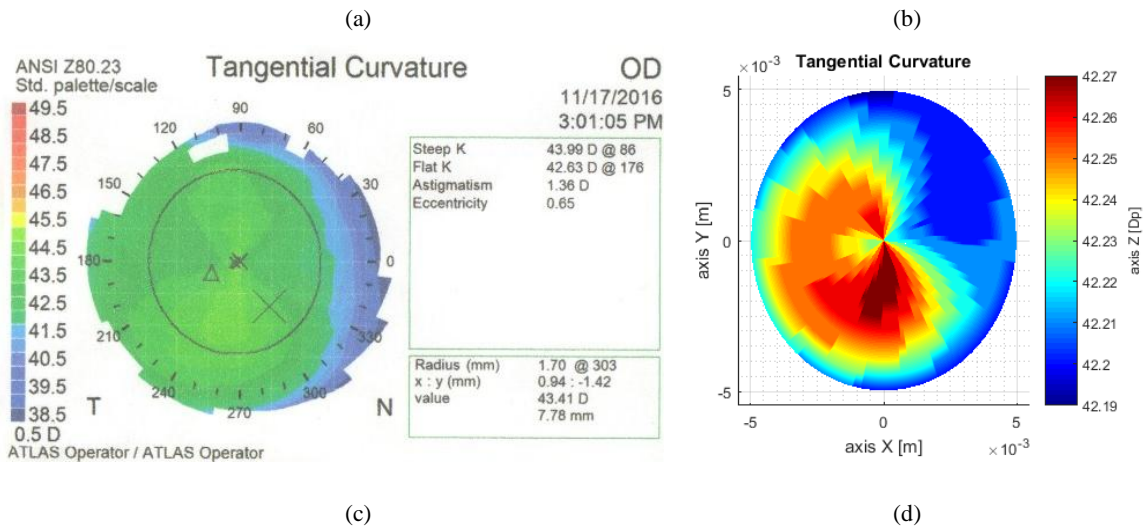 (a)
(b)
ANSI Z80.23
Std. palette/scale
Tangential Curvature
OD
11/17/2016
3:01:05 PM
49.5
48.5
47.5
46.5
45.5
44.5
43.5
42.5
41.5
40.5
39.5
38.5
0.5 D
90
120
60
150
30
180
0
210
330
240
300
270
T
N
Steep K 43.99 D @ 86
Flat K 42.63 D @ 176
Astigmatism 1.36 D
Eccentricity 0.65
Radius (mm) 1.70 @ 303
x : y (mm) 0.94 : -1.42
value 43.41 D
7.78 mm
ATLAS Operator / ATLAS Operator
×10⁻³
Tangential Curvature
5
0
-5
axis Y [m]
-5
0
5
axis X [m]
×10⁻³
42.27
42.26
42.25
42.24
42.23
42.22
42.21
42.2
42.19
axis Z [Dp]
(c)
(d)